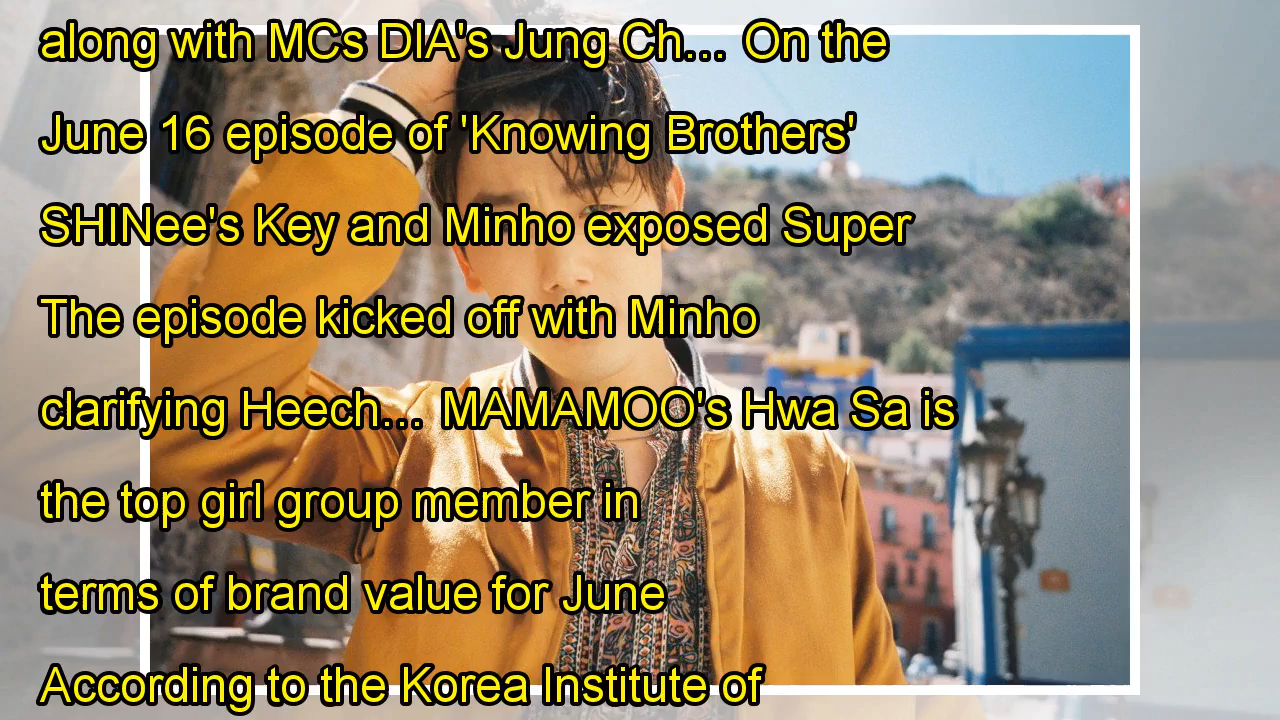 along with MCs DIA's Jung Ch... On the
June 16 episode of 'Knowing Brothers'
SHINee's Key and Minho exposed Super
The episode kicked off with Minho
clarifying Heech... MAMAMOO's Hwa Sa is
the top girl group member in
terms of brand value for June
According to the Korea Institute of